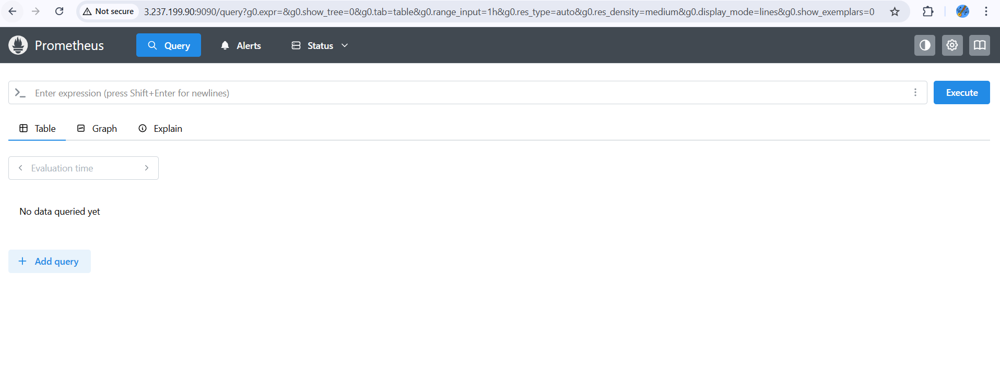 Not secure 3.237.199.90:9090/query?g0.expr=&g0.show_tree=0&g0.tab=table&g0.range_input=1h&g0.res_type=auto&g0.res_density=medium&g0.display_mode=lines&g0.show_exemplars=0
Prometheus Query Alerts Status
Enter expression (press Shift+Enter for newlines) Execute
Table Graph Explain
Evaluation time
No data queried yet
Add query